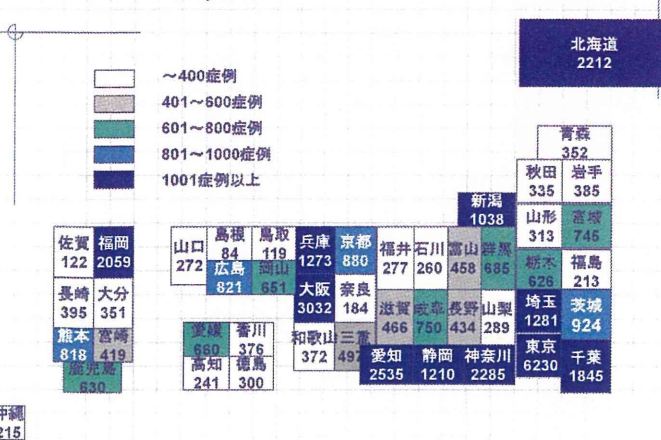 北海道
2212
~400症例
401~600症例
601~800症例
801~1000症例
1001症例以上
青森
352
秋田
335
岩手
385
新潟
1038
山形
313
宮城
745
佐賀
122
福岡
2059
山口
272
島根
84
鳥取
119
兵庫
1273
京都
880
福井
277
石川
260
富山
458
群馬
685
栃木
626
福島
213
広島
821
岡山
651
長崎
395
大分
351
大阪
3032
奈良
184
滋賀
466
岐阜
750
長野
434
山梨
289
埼玉
1281
茨城
924
熊本
818
宮崎
419
愛媛
660
香川
376
和歌山
372
三重
497
愛知
2535
静岡
1210
神奈川
2285
東京
6230
千葉
1845
鹿児島
630
高知
241
徳島
300
沖縄
215